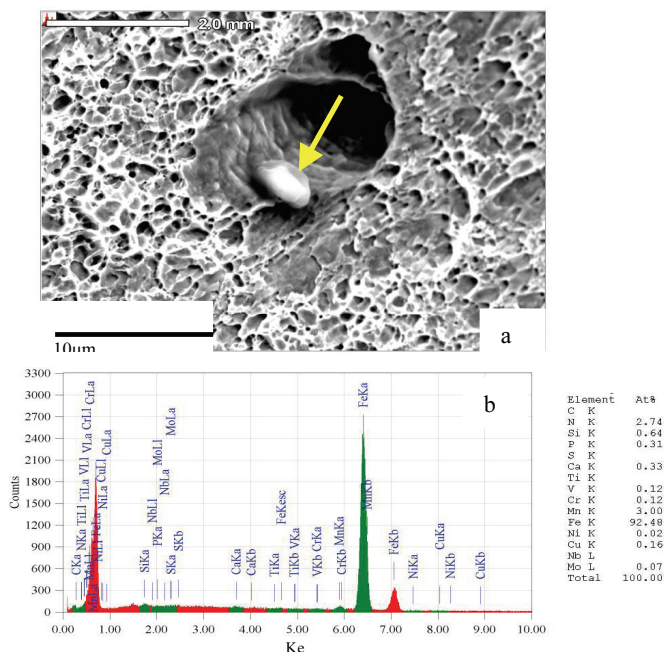 2.0 mm
10μm
a
b
3300
3000
2700
2400
2100
1800
1500
1200
900
600
300
0
Counts
CKa
NKa
TiLl
TiLa
VLl
VLa
CrLl
CrLa
FeLa
NiLl
NiLa
CuLl
CuLa
SiKa
NbLl
PKa
MoLl
NbLa
SKa
MoLa
SKb
CaKa
CaKb
TiKa
FeKesc
TiKb
VKa
VKb
CrKa
CrKb
MnKa
FeKa
MnKb
FeKb
NiKa
CuKa
NiKb
CuKb
0.00 1.00 2.00 3.00 4.00 5.00 6.00 7.00 8.00 9.00 10.00
Ke
Element At%
C K
N K 2.74
Si K 0.64
P K 0.31
S K
Ca K 0.33
Ti K
V K 0.12
Cr K 0.12
Mn K 3.00
Fe K 92.48
Ni K 0.02
Cu K 0.16
Nb L
Mo L 0.07
Total 100.00